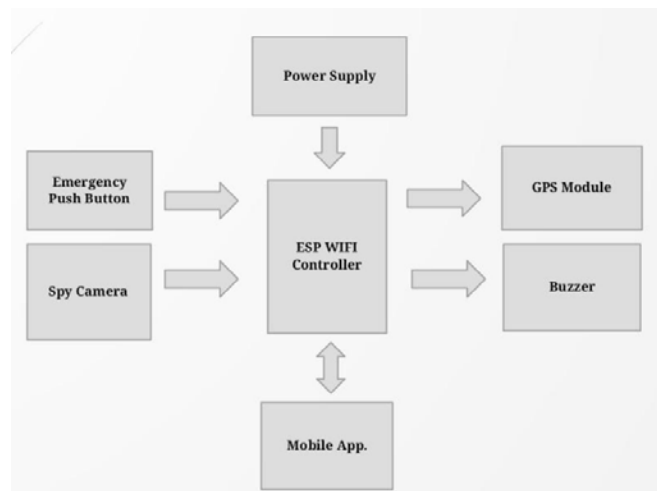 Power Supply
Emergency
Push Button
ESP WIFI
Controller
GPS Module
Spy Camera
Buzzer
Mobile App.